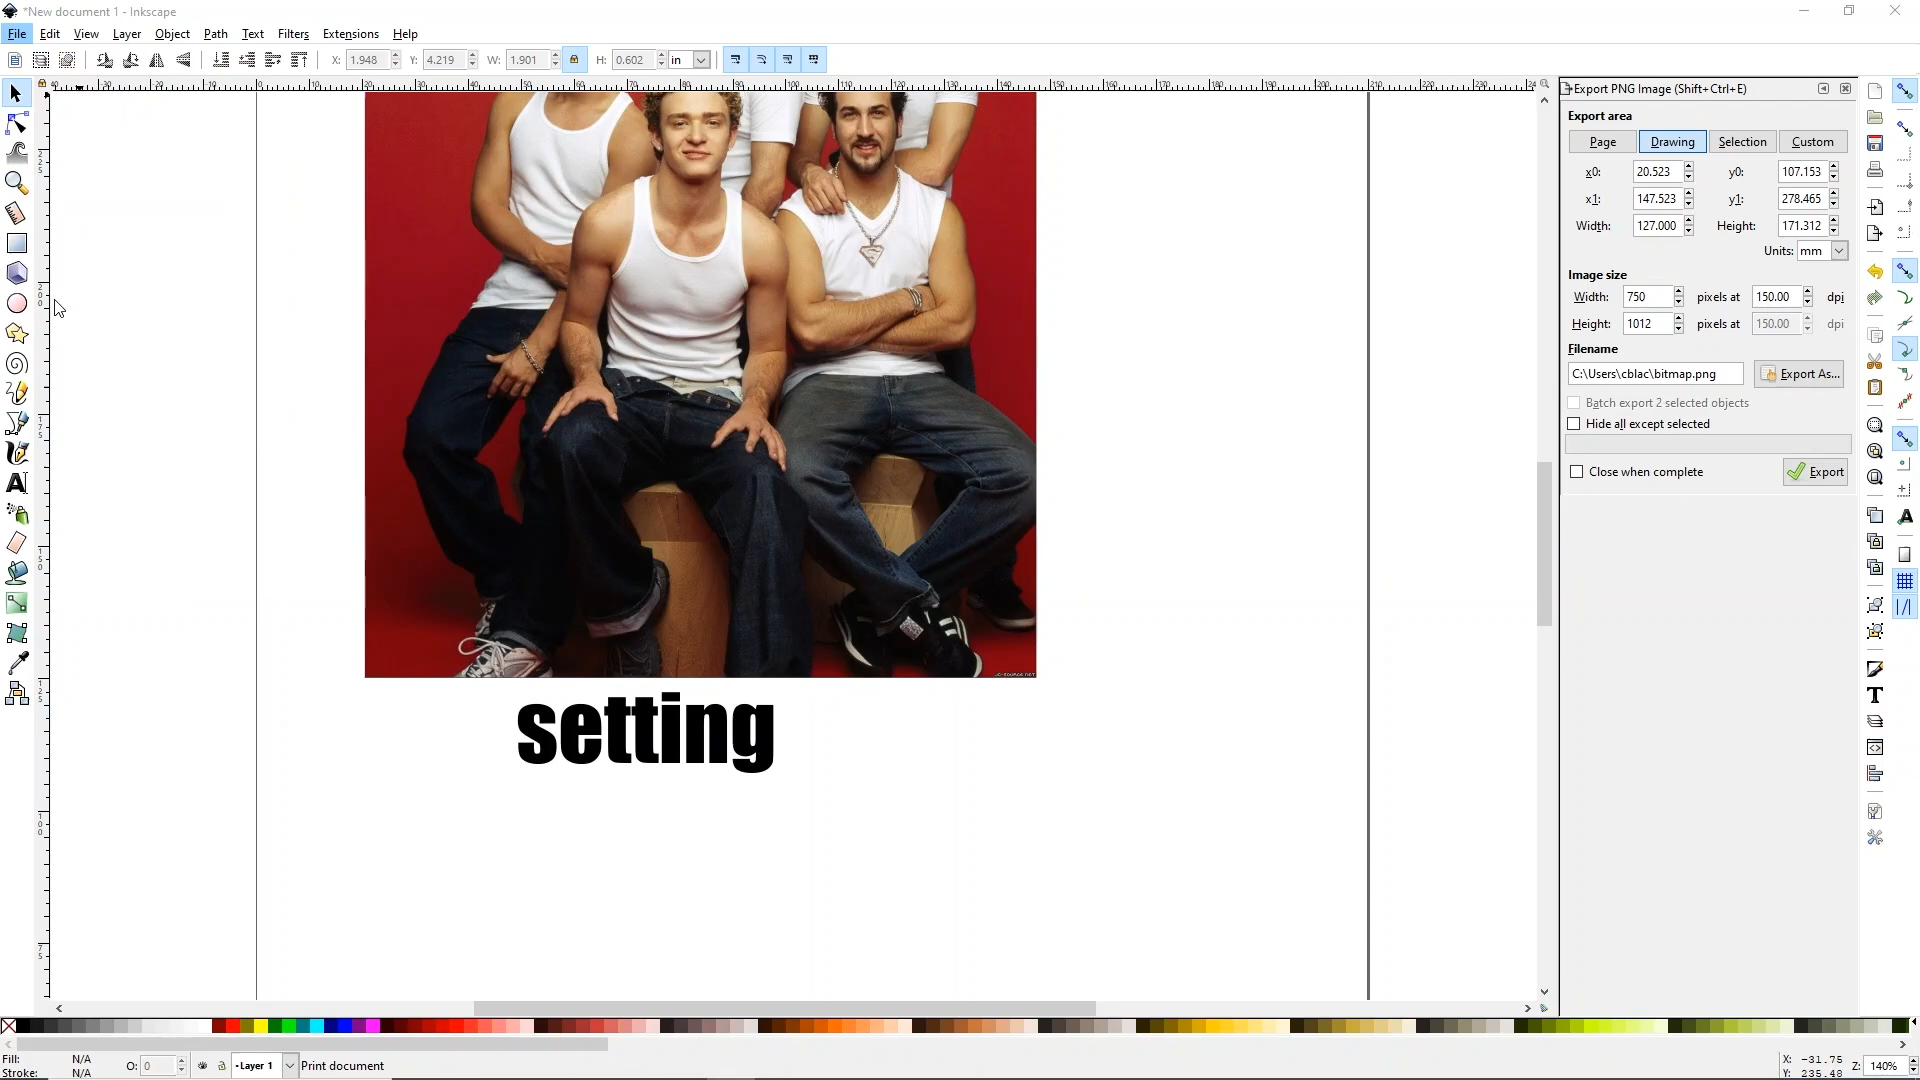 *New document 1 - Inkscape
File Edit View Layer Object Path Text Filters Extensions Help
X: 1.948 Y: 4.219 W: 1.901 H: 0.602 in
Export PNG Image (Shift+Ctrl+E)
Export area
Page Drawing Selection Custom
x0: 20.523 y0: 107.153
x1: 147.523 y1: 278.465
Width: 127.000 Height: 171.312
Units: mm
Image size
Width: 750 pixels at 150.00 dpi
Height: 1012 pixels at 150.00 dpi
Filename
C:\Users\cblac\bitmap.png Export As...
Batch export 2 selected objects
Hide all except selected
Close when complete Export
setting
Fill: N/A
Stroke: N/A
O: 0 -Layer 1 Print document
X: -31.75
Y: 235.48
Z: 140%